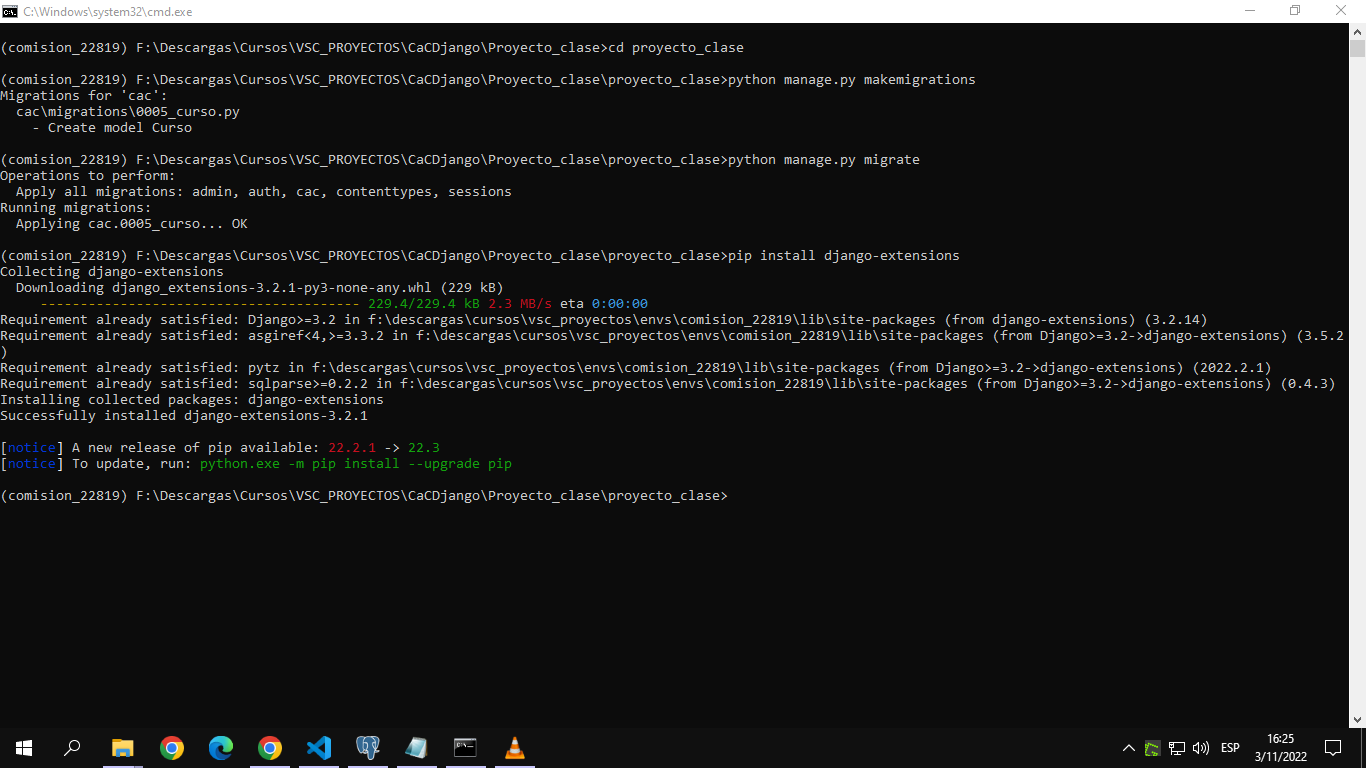 C:\Windows\system32\cmd.exe
(comision_22819) F:\Descargas\Cursos\VSC_PROYECTOS\CaCDjango\Proyecto_clase>cd proyecto_clase
(comision_22819) F:\Descargas\Cursos\VSC_PROYECTOS\CaCDjango\Proyecto_clase\proyecto_clase>python manage.py makemigrations
Migrations for 'cac':
  cac\migrations\0005_curso.py
    - Create model Curso
(comision_22819) F:\Descargas\Cursos\VSC_PROYECTOS\CaCDjango\Proyecto_clase\proyecto_clase>python manage.py migrate
Operations to perform:
  Apply all migrations: admin, auth, cac, contenttypes, sessions
Running migrations:
  Applying cac.0005_curso... OK
(comision_22819) F:\Descargas\Cursos\VSC_PROYECTOS\CaCDjango\Proyecto_clase\proyecto_clase>pip install django-extensions
Collecting django-extensions
  Downloading django_extensions-3.2.1-py3-none-any.whl (229 kB)
     ---------------------------------------- 229.4/229.4 kB 2.3 MB/s eta 0:00:00
Requirement already satisfied: Django>=3.2 in f:\descargas\cursos\vsc_proyectos\envs\comision_22819\lib\site-packages (from django-extensions) (3.2.14)
Requirement already satisfied: asgiref<4,>=3.3.2 in f:\descargas\cursos\vsc_proyectos\envs\comision_22819\lib\site-packages (from Django>=3.2->django-extensions) (3.5.2
)
Requirement already satisfied: pytz in f:\descargas\cursos\vsc_proyectos\envs\comision_22819\lib\site-packages (from Django>=3.2->django-extensions) (2022.2.1)
Requirement already satisfied: sqlparse>=0.2.2 in f:\descargas\cursos\vsc_proyectos\envs\comision_22819\lib\site-packages (from Django>=3.2->django-extensions) (0.4.3)
Installing collected packages: django-extensions
Successfully installed django-extensions-3.2.1
[notice] A new release of pip available: 22.2.1 -> 22.3
[notice] To update, run: python.exe -m pip install --upgrade pip
(comision_22819) F:\Descargas\Cursos\VSC_PROYECTOS\CaCDjango\Proyecto_clase\proyecto_clase>
ESP
16:25
3/11/2022